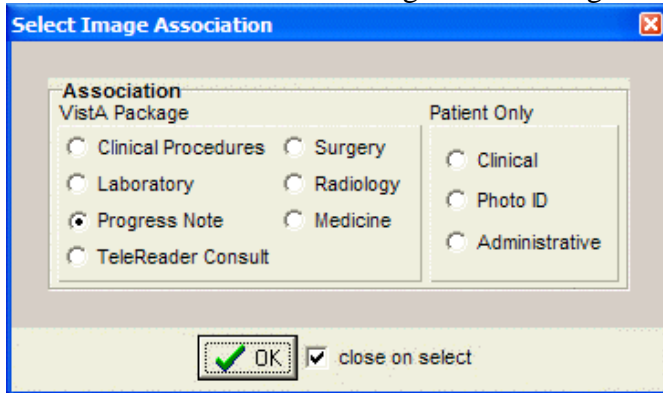 Select Image Association
Association
VistA Package
Patient Only
Clinical Procedures
Surgery
Clinical
Laboratory
Radiology
Photo ID
Progress Note
Medicine
Administrative
TeleReader Consult
OK
close on select